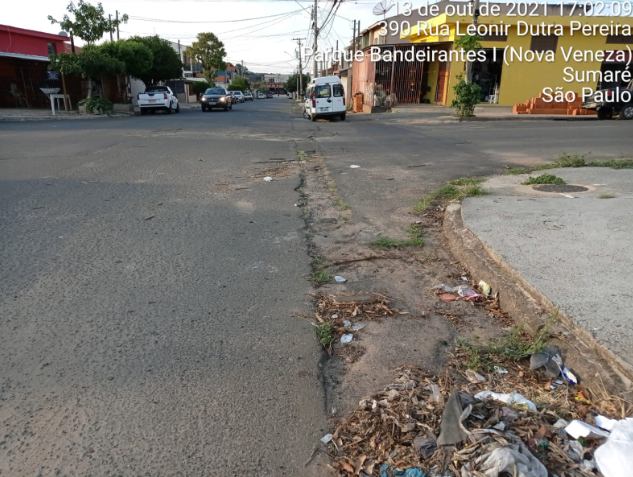 13 de out de 2021 17:02:09
390 Rua Leonir Dutra Pereira
Parque Bandeirantes I (Nova Veneza)
Sumaré
São Paulo